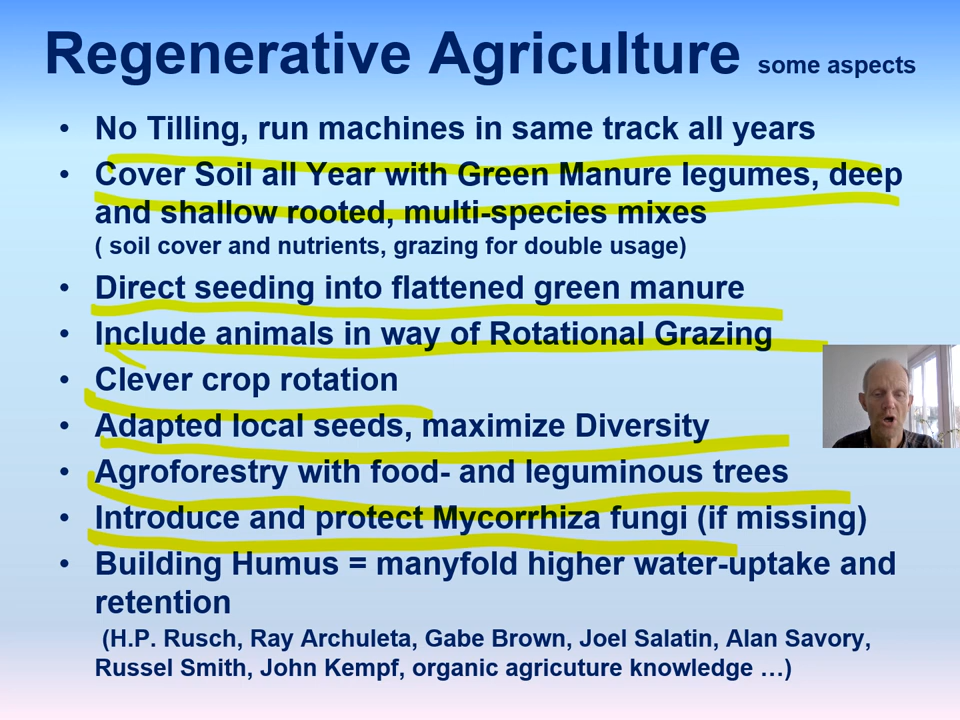 Regenerative Agriculture some aspects
• No Tilling, run machines in same track all years
• Cover Soil all Year with Green Manure legumes, deep
and shallow rooted, multi-species mixes
( soil cover and nutrients, grazing for double usage)
• Direct seeding into flattened green manure
• Include animals in way of Rotational Grazing
• Clever crop rotation
• Adapted local seeds, maximize Diversity
• Agroforestry with food- and leguminous trees
• Introduce and protect Mycorrhiza fungi (if missing)
• Building Humus = manyfold higher water-uptake and
retention
(H.P. Rusch, Ray Archuleta, Gabe Brown, Joel Salatin, Alan Savory,
Russel Smith, John Kempf, organic agricuture knowledge …)